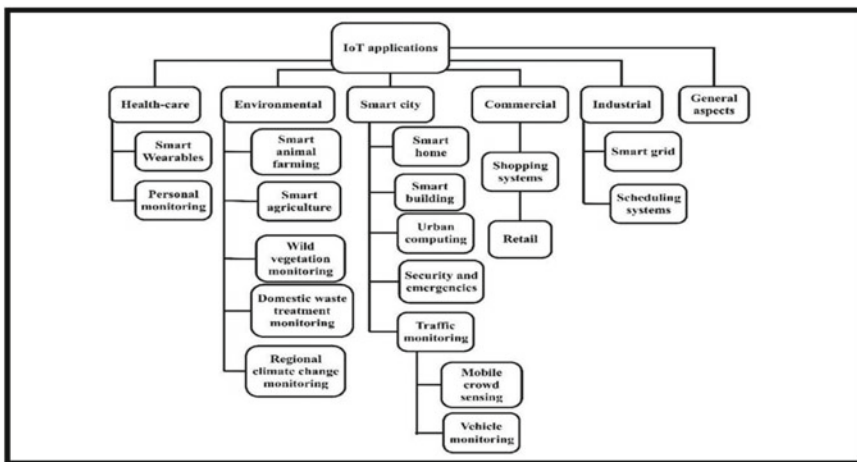 IoT applications
Health-care
Environmental
Smart city
Commercial
Industrial
General
aspects
Smart
Wearables
Personal
monitoring
Smart
animal
farming
Smart
agriculture
Wild
vegetation
monitoring
Domestic waste
treatment
monitoring
Regional
climate change
monitoring
Smart
home
Smart
building
Urban
computing
Security and
emergencies
Traffic
monitoring
Mobile
crowd
sensing
Vehicle
monitoring
Shopping
systems
Retail
Smart grid
Scheduling
systems